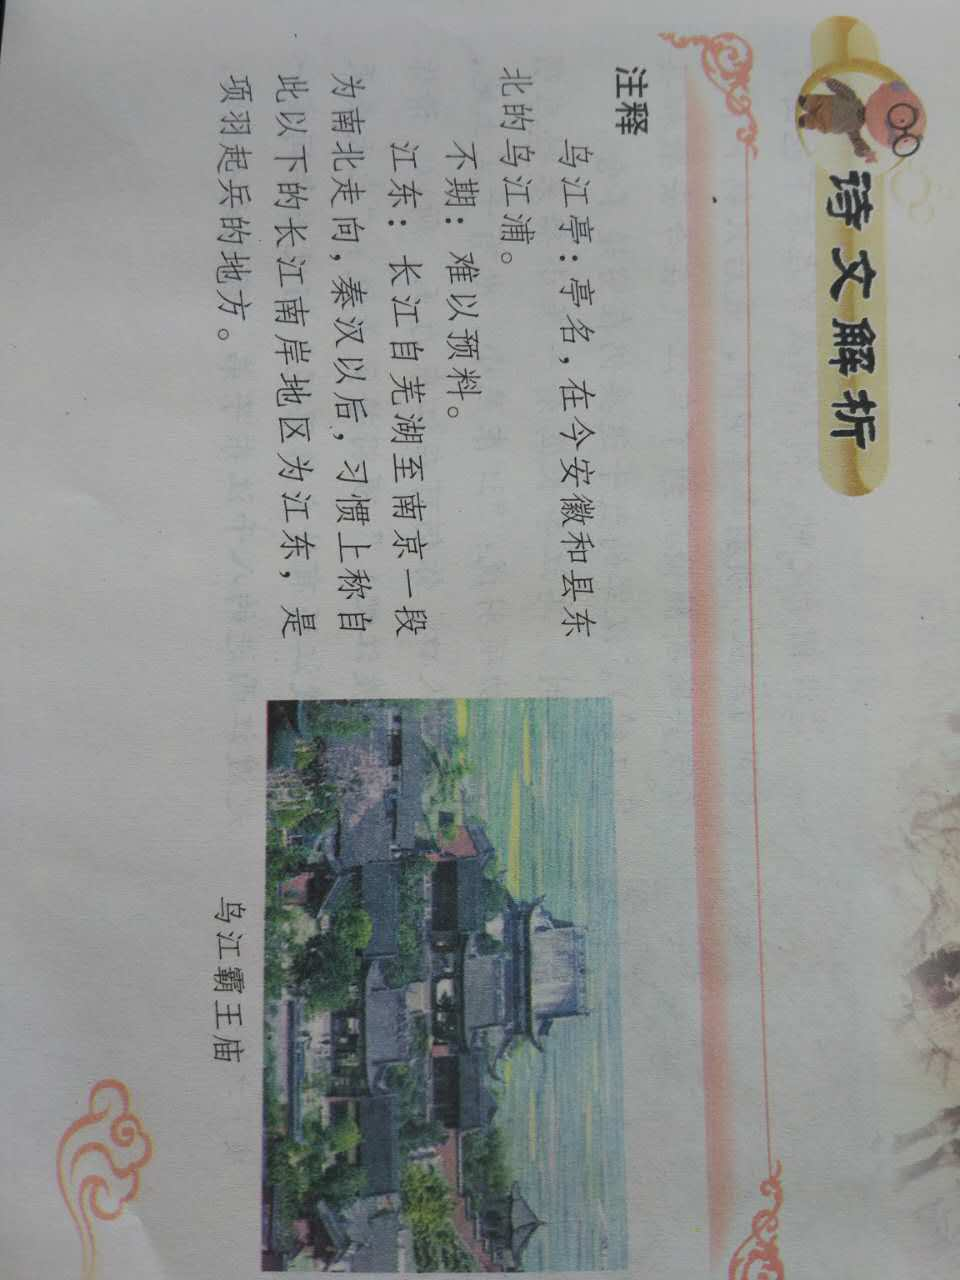 诗文解析
注释
乌江亭：亭名，在今安徽和县东
北的乌江浦。
不期：难以预料。
江东：长江自芜湖至南京一段
为南北走向，秦汉以后，习惯上称自
此以下的长江南岸地区为江东，是
项羽起兵的地方。
乌江霸王庙